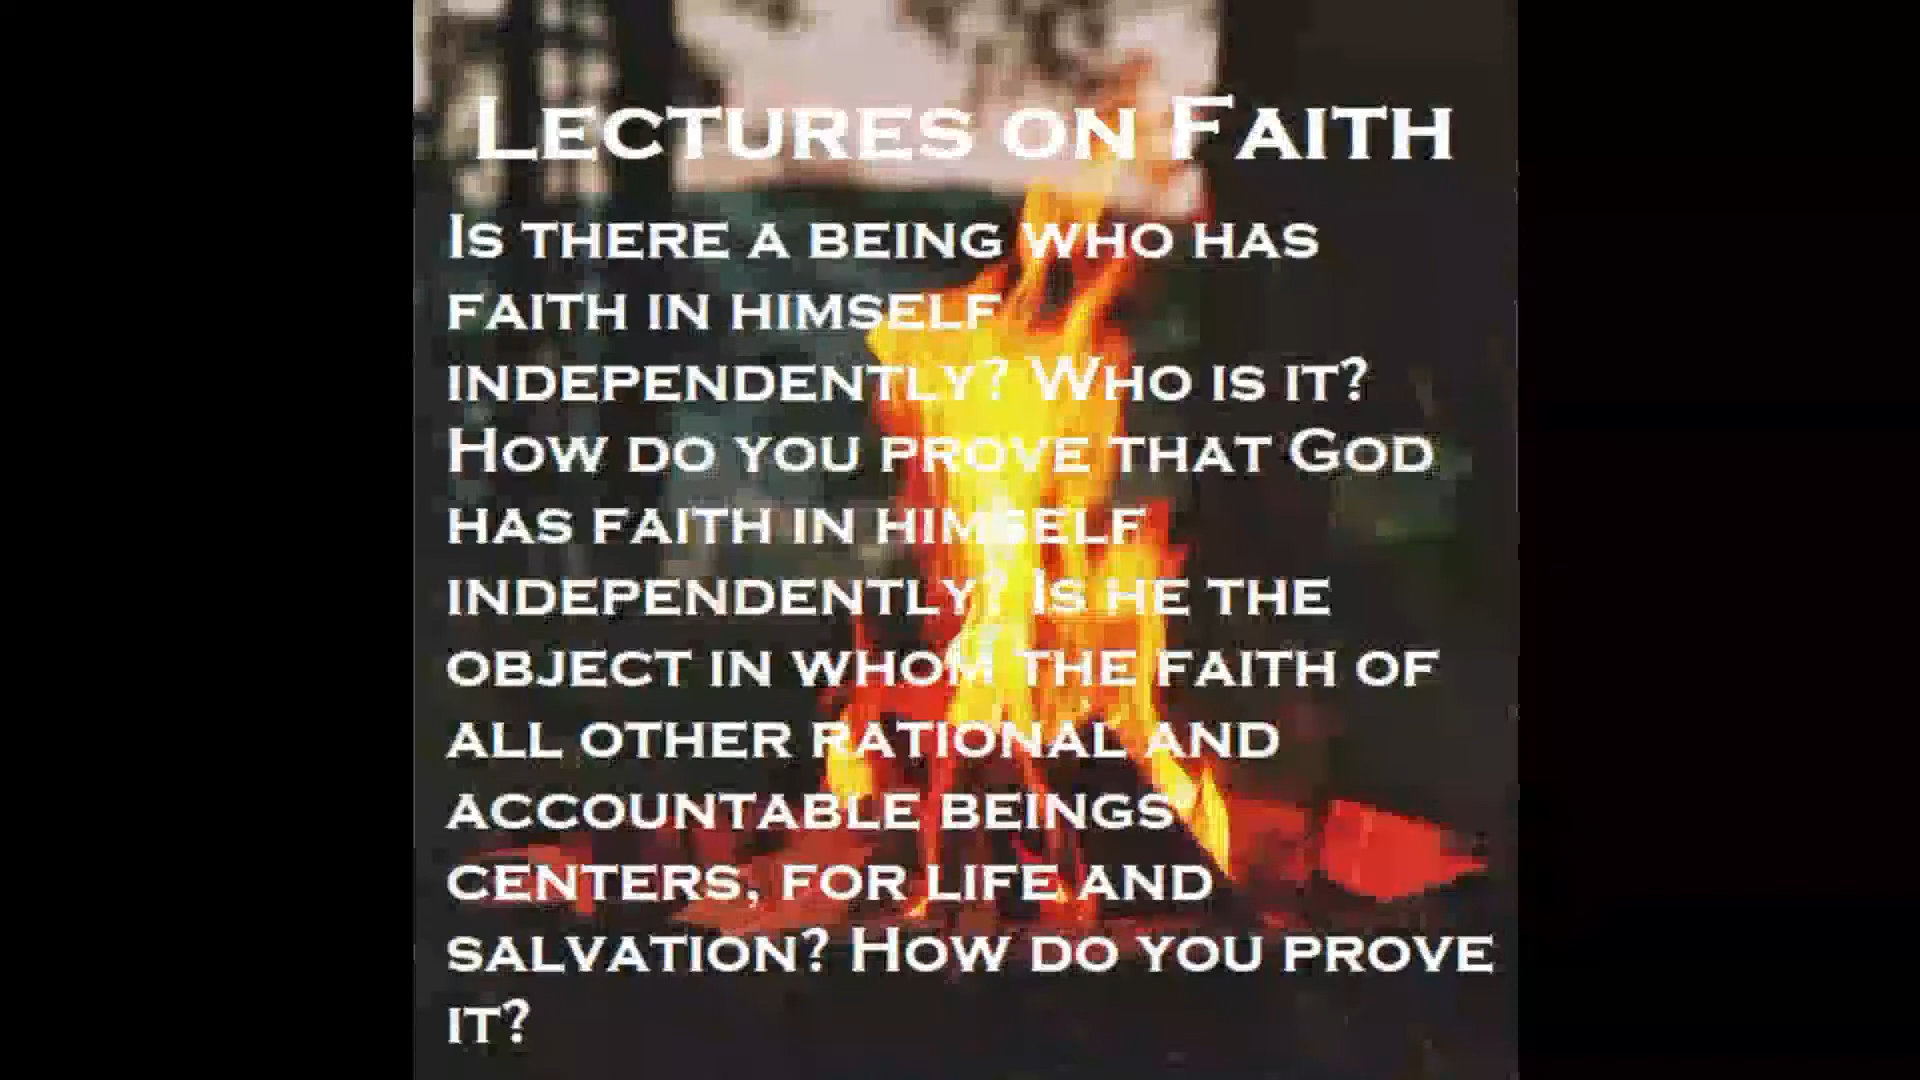 Lectures on Faith
Is there a being who has
faith in himself
independently? Who is it?
How do you prove that God
has faith in himself
independently? Is he the
object in whom the faith of
all other rational and
accountable beings
centers, for life and
salvation? How do you prove
it?